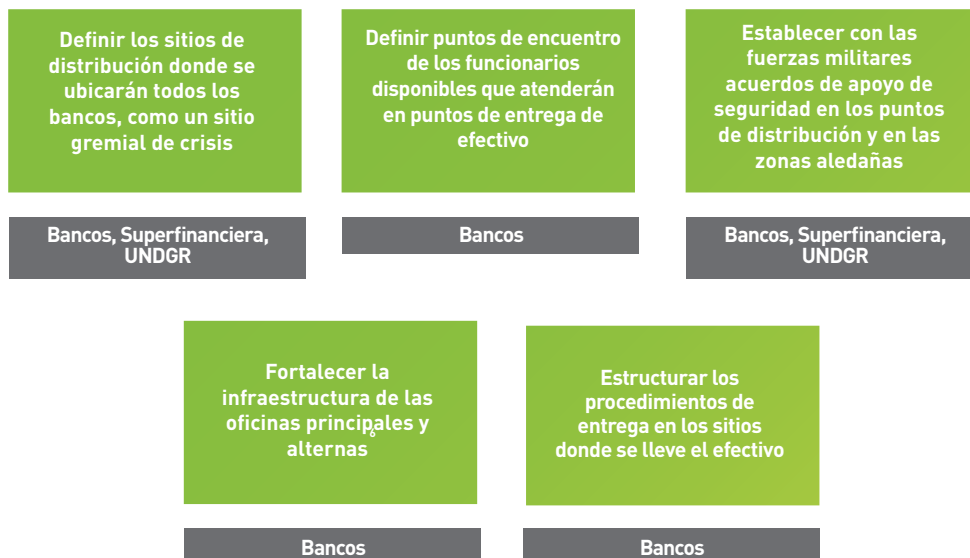 Definir los sitios de
distribución donde se
ubicarán todos los
bancos, como un sitio
gremial de crisis
Bancos, Superfinanciera,
UNDGR
Definir puntos de encuentro
de los funcionarios
disponibles que atenderán
en puntos de entrega de
efectivo
Bancos
Establecer con las
fuerzas militares
acuerdos de apoyo de
seguridad en los puntos
de distribución y en las
zonas aledañas
Bancos, Superfinanciera,
UNDGR
Fortalecer la
infraestructura de las
oficinas principales y
alternas
Bancos
Estructurar los
procedimientos de
entrega en los sitios
donde se lleve el efectivo
Bancos